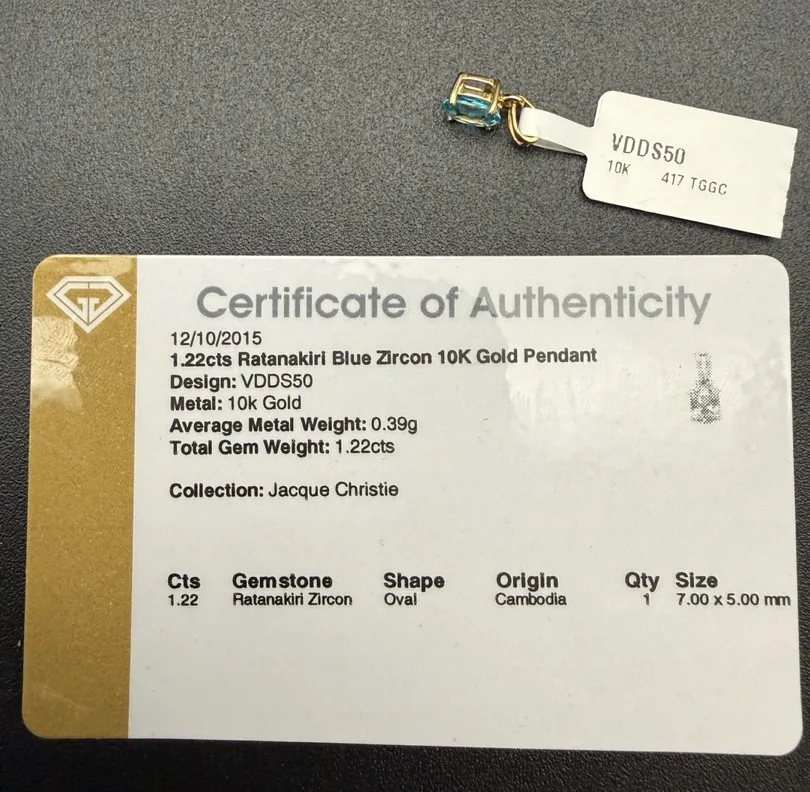 VDDS50
10K 417 TGGC
Certificate of Authenticity
12/10/2015
1.22cts Ratanakiri Blue Zircon 10K Gold Pendant
Design: VDDS50
Metal: 10k Gold
Average Metal Weight: 0.39g
Total Gem Weight: 1.22cts
Collection: Jacque Christie
Cts Gemstone Shape Origin Qty Size
1.22 Ratanakiri Zircon Oval Cambodia 1 7.00 x 5.00 mm